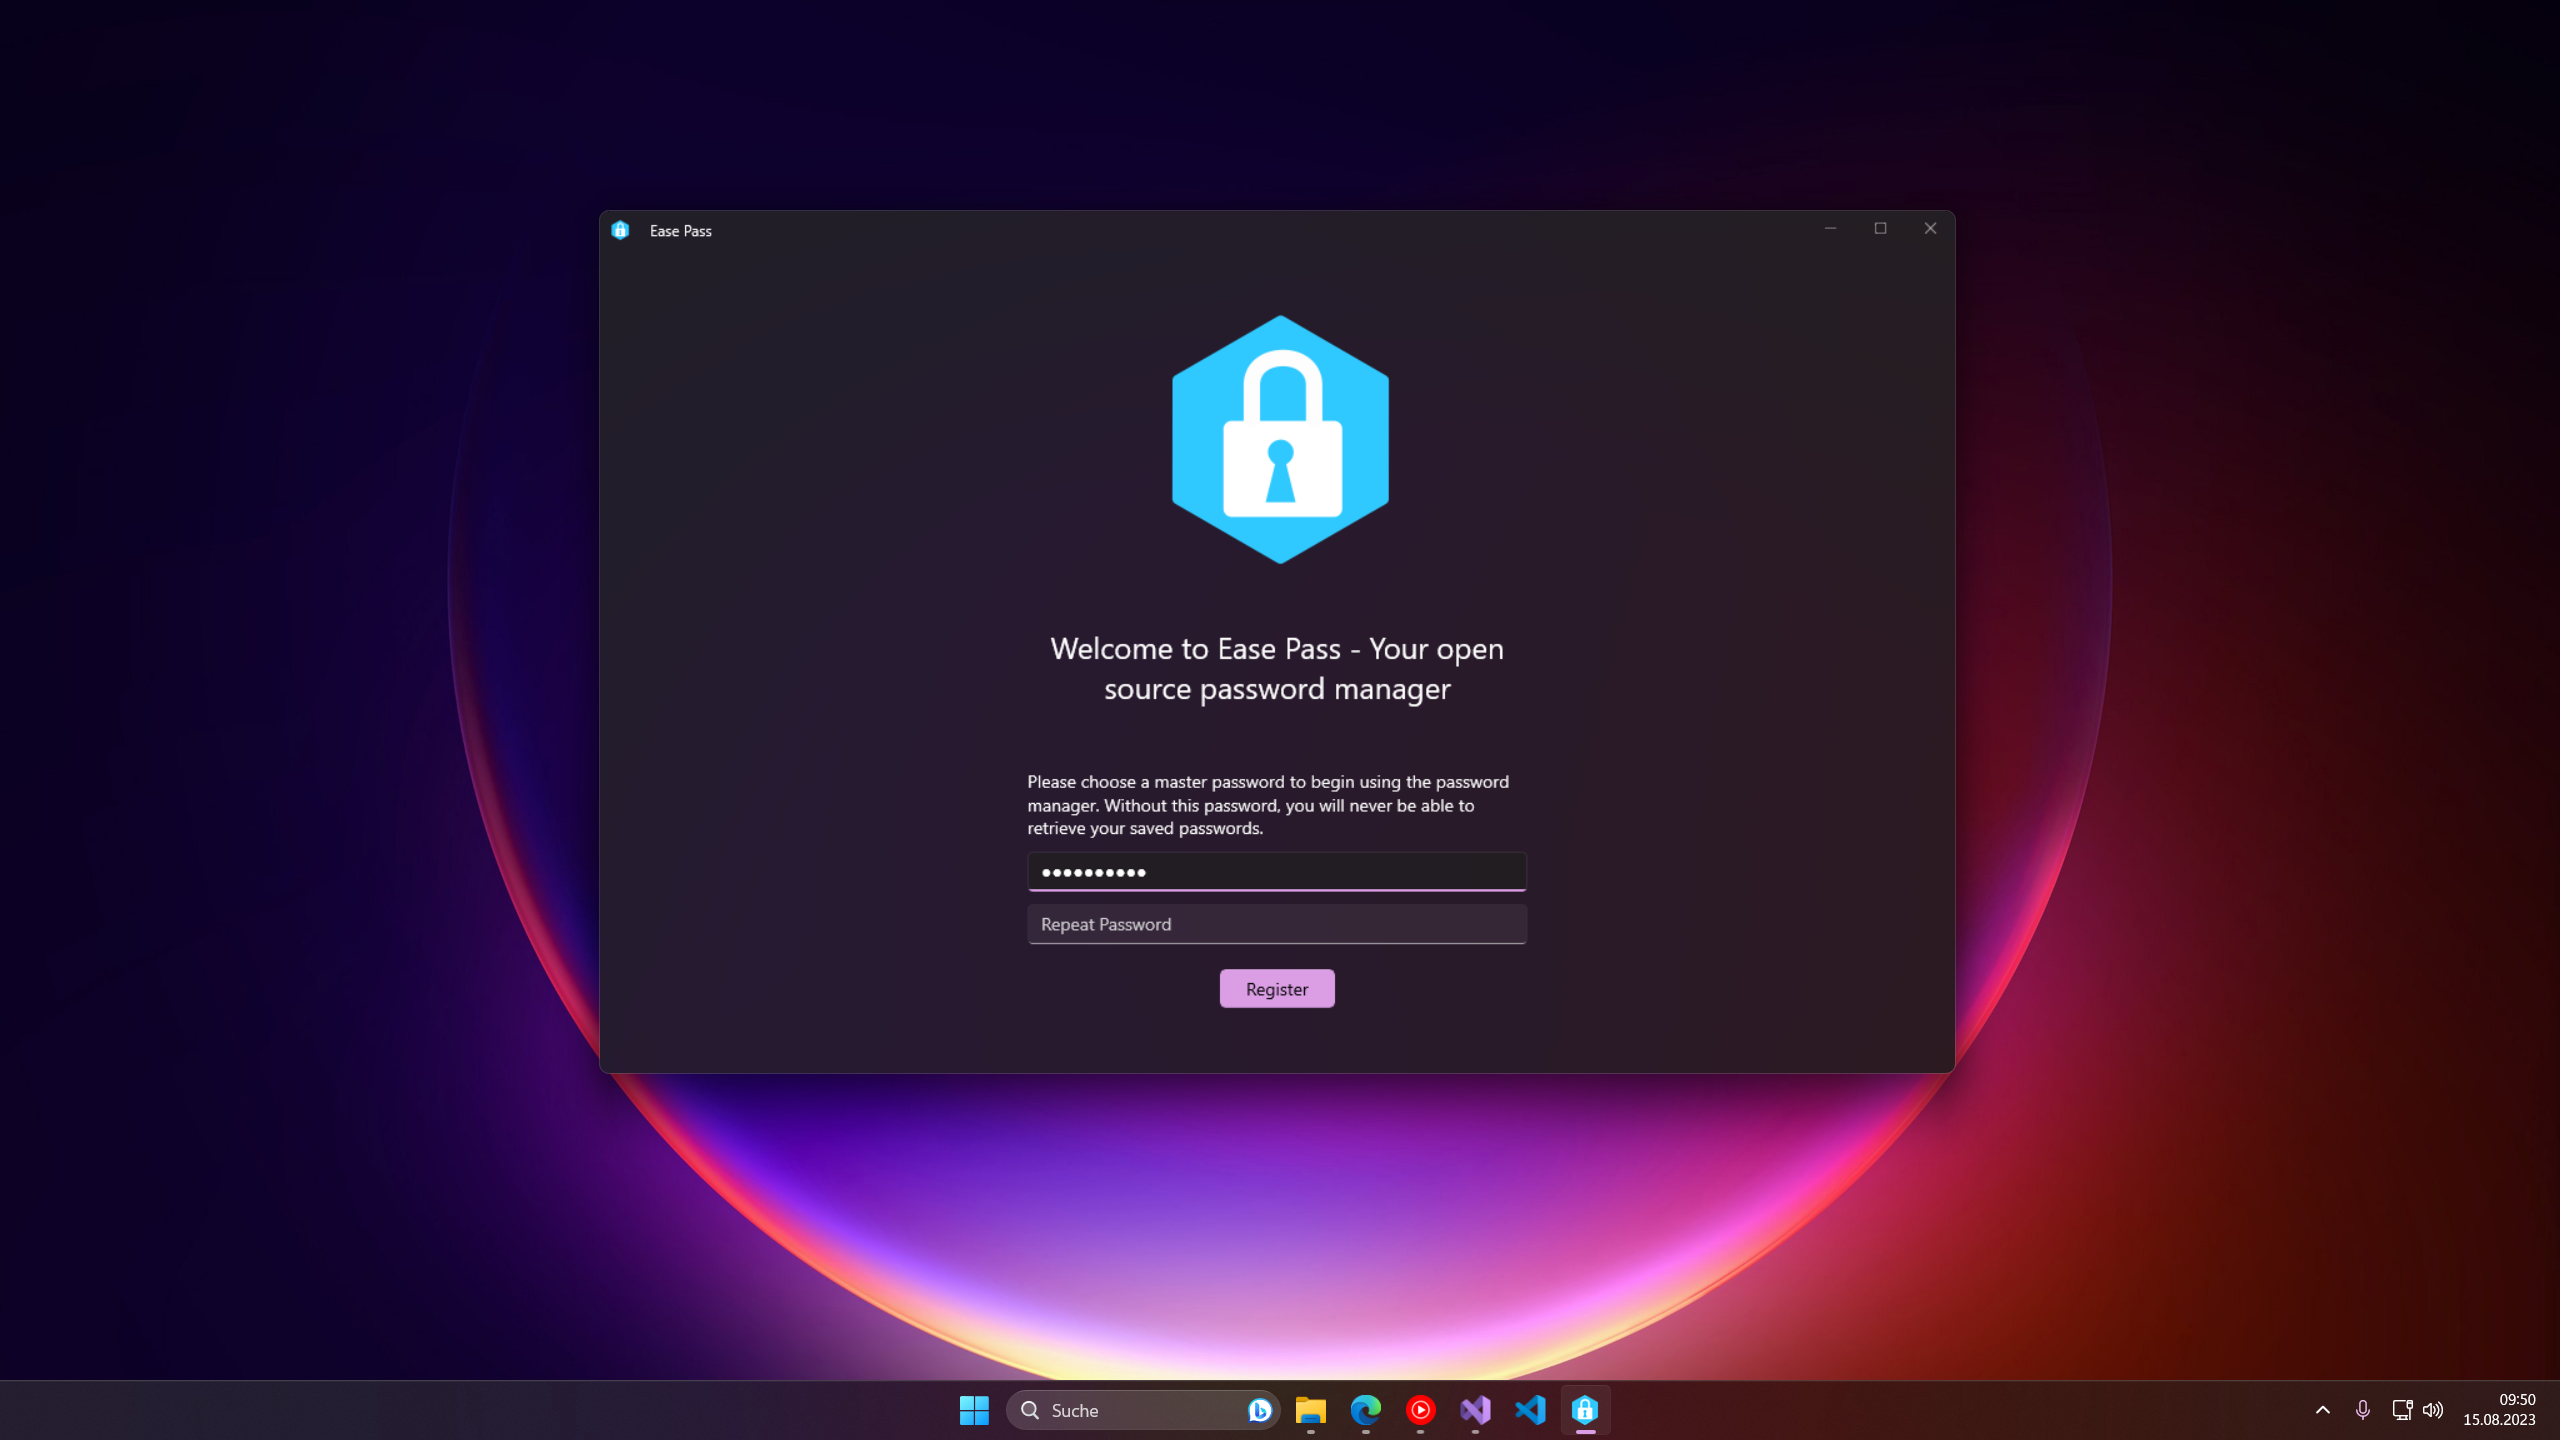 Ease Pass
Welcome to Ease Pass - Your open
source password manager
Please choose a master password to begin using the password
manager. Without this password, you will never be able to
retrieve your saved passwords.
●●●●●●●●●●
Repeat Password
Register
Suche
09:50
15.08.2023